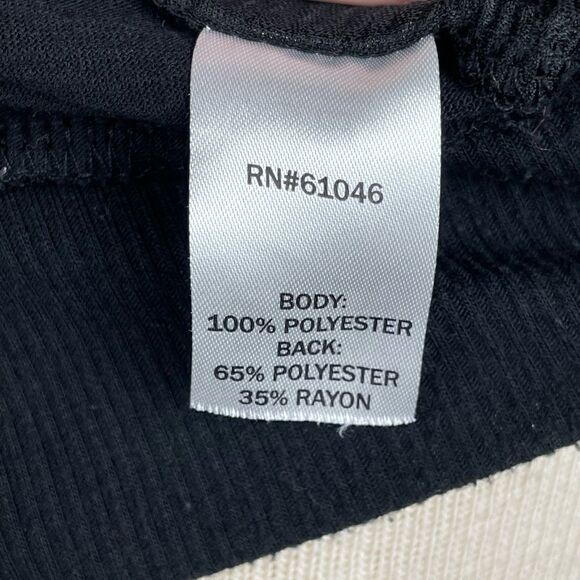 RN#61046
BODY:
100% POLYESTER
BACK:
65% POLYESTER
35% RAYON